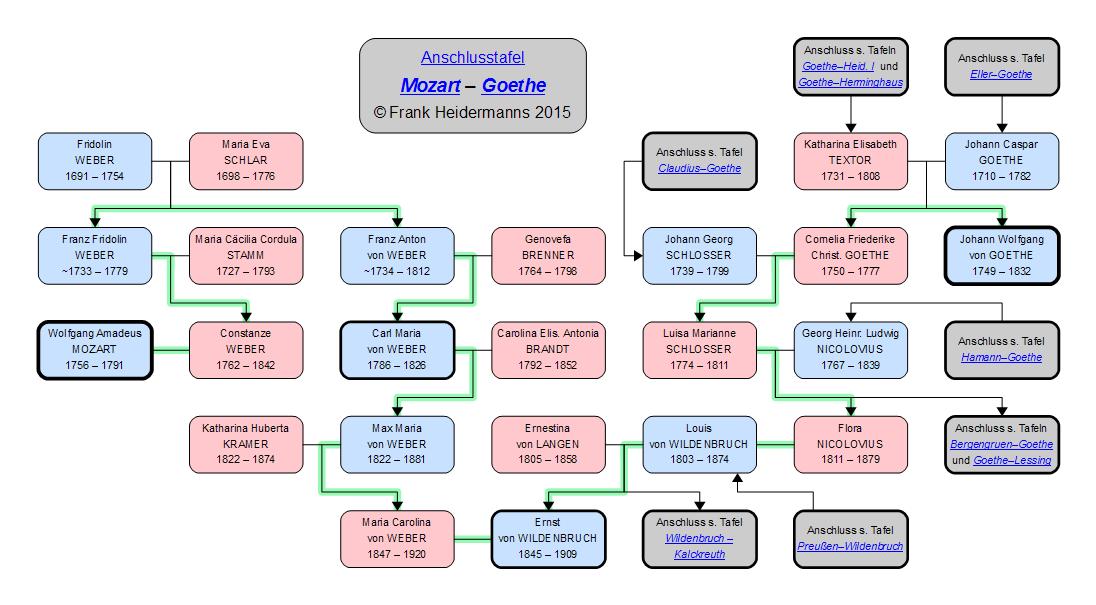 Anschlusstafel
Mozart – Goethe
© Frank Heidermanns 2015
Anschluss s. Tafeln
Goethe–Heid. I und
Goethe–Herminghaus
Anschluss s. Tafel
Eller–Goethe
Fridolin
WEBER
1691 – 1754
Maria Eva
SCHLAR
1698 – 1776
Anschluss s. Tafel
Claudius–Goethe
Katharina Elisabeth
TEXTOR
1731 – 1808
Johann Caspar
GOETHE
1710 – 1782
Franz Fridolin
WEBER
~1733 – 1779
Maria Cäcilia Cordula
STAMM
1727 – 1793
Franz Anton
von WEBER
~1734 – 1812
Genovefa
BRENNER
1764 – 1798
Johann Georg
SCHLOSSER
1739 – 1799
Cornelia Friederike
Christ. GOETHE
1750 – 1777
Johann Wolfgang
von GOETHE
1749 – 1832
Wolfgang Amadeus
MOZART
1756 – 1791
Constanze
WEBER
1762 – 1842
Carl Maria
von WEBER
1786 – 1826
Carolina Elis. Antonia
BRANDT
1792 – 1852
Luisa Marianne
SCHLOSSER
1774 – 1811
Georg Heinr. Ludwig
NICOLOVIUS
1767 – 1839
Anschluss s. Tafel
Hamann–Goethe
Katharina Huberta
KRAMER
1822 – 1874
Max Maria
von WEBER
1822 – 1881
Ernestina
von LANGEN
1805 – 1858
Louis
von WILDENBRUCH
1803 – 1874
Flora
NICOLOVIUS
1811 – 1879
Anschluss s. Tafeln
Bergengruen–Goethe
und Goethe–Lessing
Maria Carolina
von WEBER
1847 – 1920
Ernst
von WILDENBRUCH
1845 – 1909
Anschluss s. Tafel
Wildenbruch –
Kalckreuth
Anschluss s. Tafel
Preußen–Wildenbruch